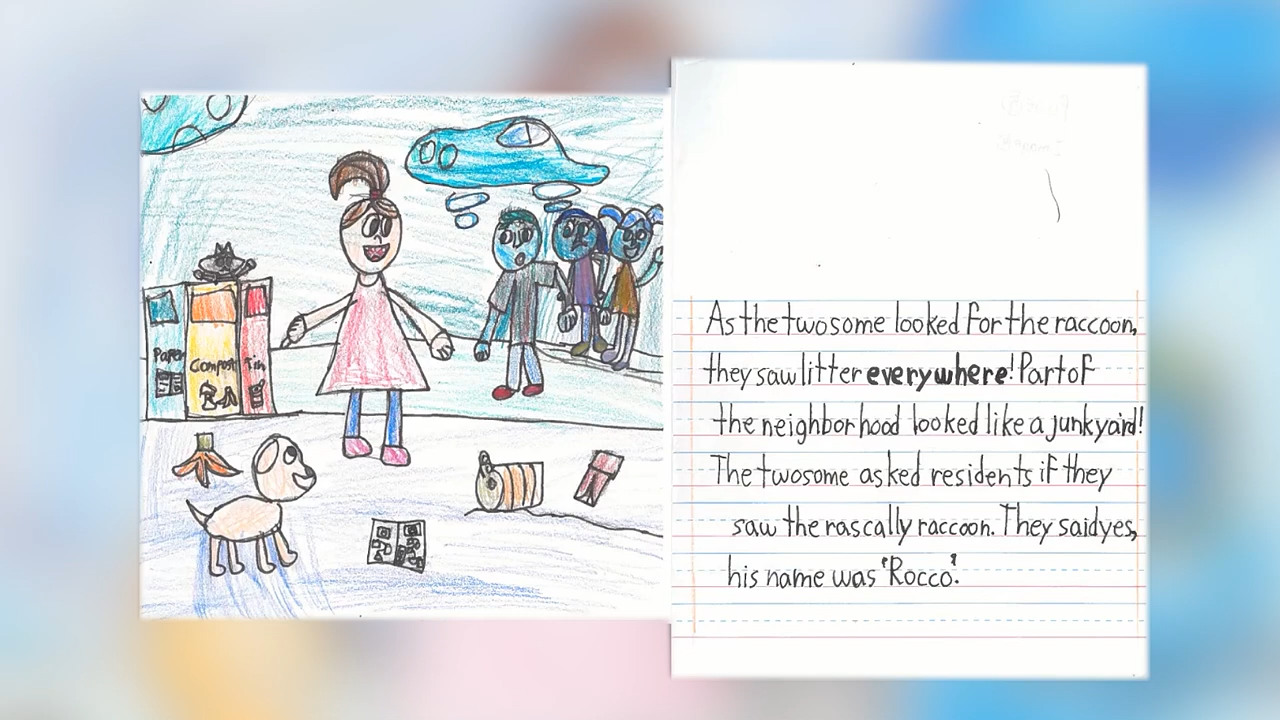 Paper
Compost
Tin
As the twosome looked for the raccoon,
they saw litter everywhere! Part of
the neighborhood looked like a junkyard!
The twosome asked residents if they
saw the rascally raccoon. They said yes,
his name was 'Rocco'.